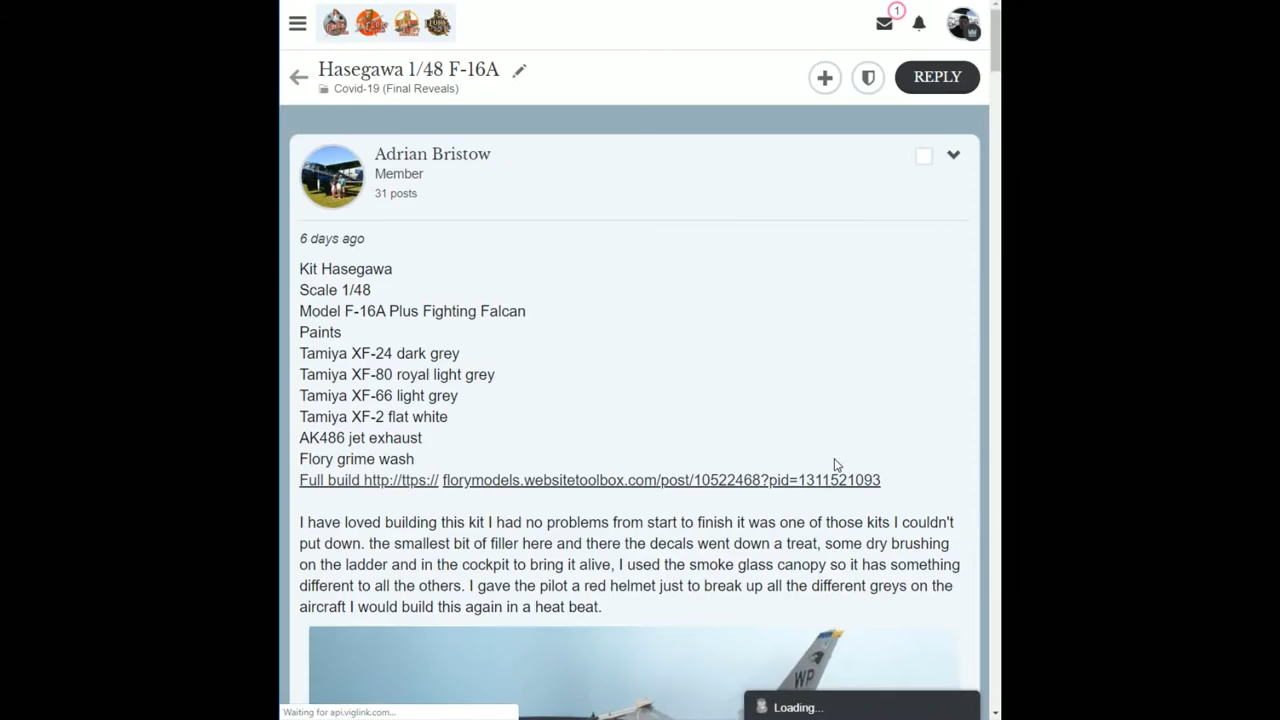 1
Hasegawa 1/48 F-16A
Covid-19 (Final Reveals)
REPLY
Adrian Bristow
Member
31 posts
6 days ago
Kit Hasegawa
Scale 1/48
Model F-16A Plus Fighting Falcan
Paints
Tamiya XF-24 dark grey
Tamiya XF-80 royal light grey
Tamiya XF-66 light grey
Tamiya XF-2 flat white
AK486 jet exhaust
Flory grime wash
Full build http://ttps:// florymodels.websitetoolbox.com/post/10522468?pid=1311521093
I have loved building this kit I had no problems from start to finish it was one of those kits I couldn't
put down. the smallest bit of filler here and there the decals went down a treat, some dry brushing
on the ladder and in the cockpit to bring it alive, I used the smoke glass canopy so it has something
different to all the others. I gave the pilot a red helmet just to break up all the different greys on the
aircraft I would build this again in a heat beat.
WP
Waiting for api.viglink.com...
Loading...